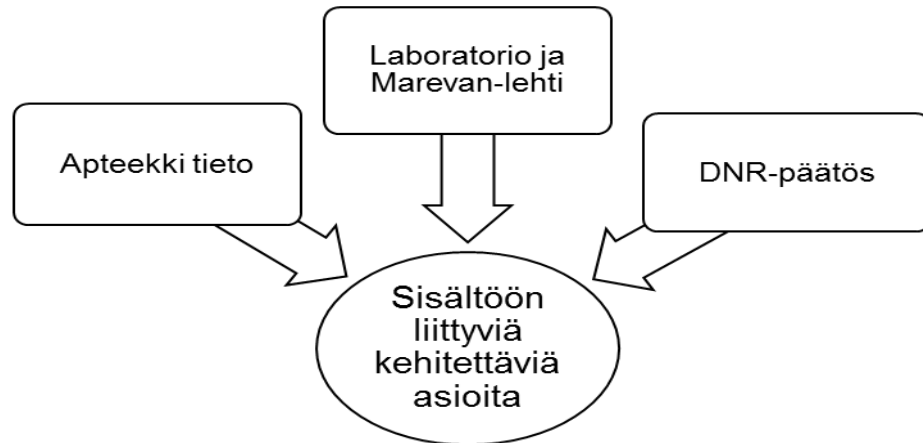 Laboratorio ja
Marevan-lehti
Apteekki tieto
DNR-päätös
Sisältöön
liittyviä
kehitettäviä
asioita